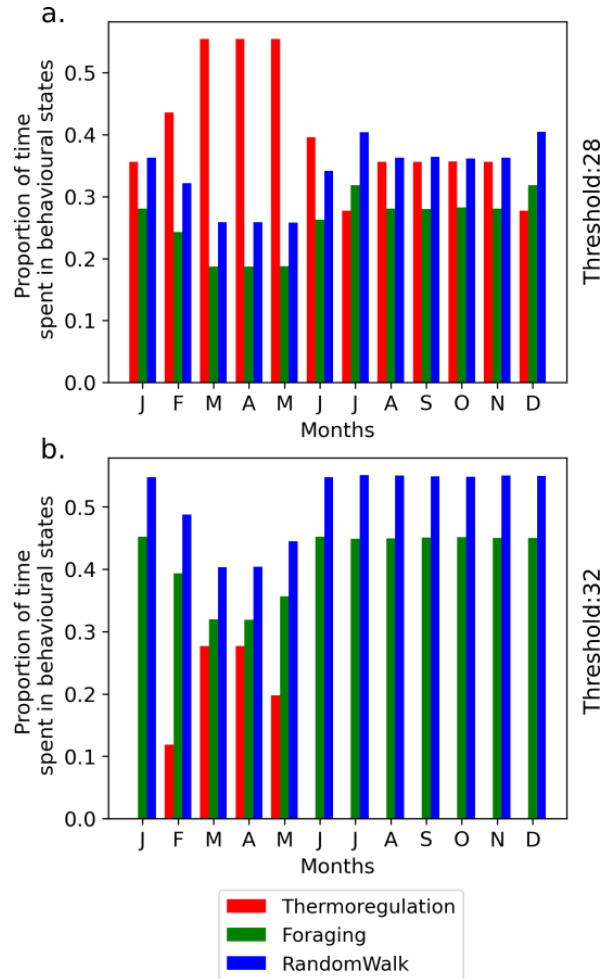 a.
Proportion of time
spent in behavioural states
0.5
0.4
0.3
0.2
0.1
0.0
J F M A M J J A S O N D
Months
Threshold:28
b.
Proportion of time
spent in behavioural states
0.5
0.4
0.3
0.2
0.1
0.0
J F M A M J J A S O N D
Months
Threshold:32
Thermoregulation
Foraging
RandomWalk